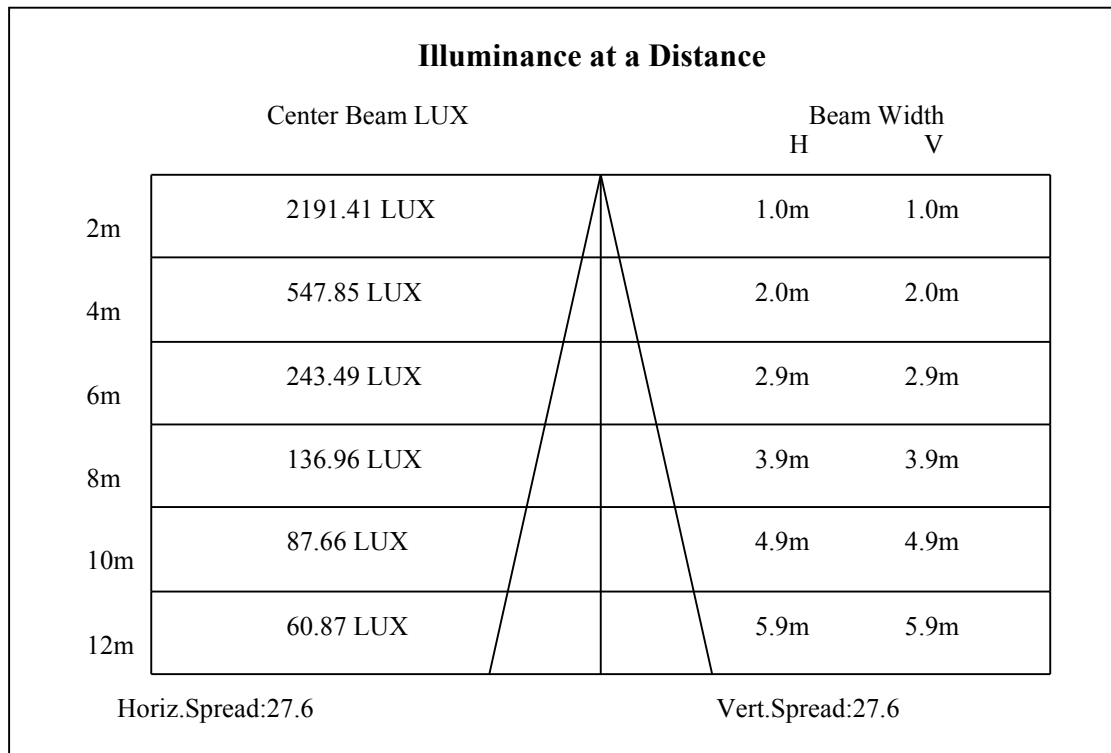 Illuminance at a Distance
Center Beam LUX Beam Width
H V
2m 2191.41 LUX 1.0m 1.0m
4m 547.85 LUX 2.0m 2.0m
6m 243.49 LUX 2.9m 2.9m
8m 136.96 LUX 3.9m 3.9m
10m 87.66 LUX 4.9m 4.9m
12m 60.87 LUX 5.9m 5.9m
Horiz.Spread:27.6 Vert.Spread:27.6